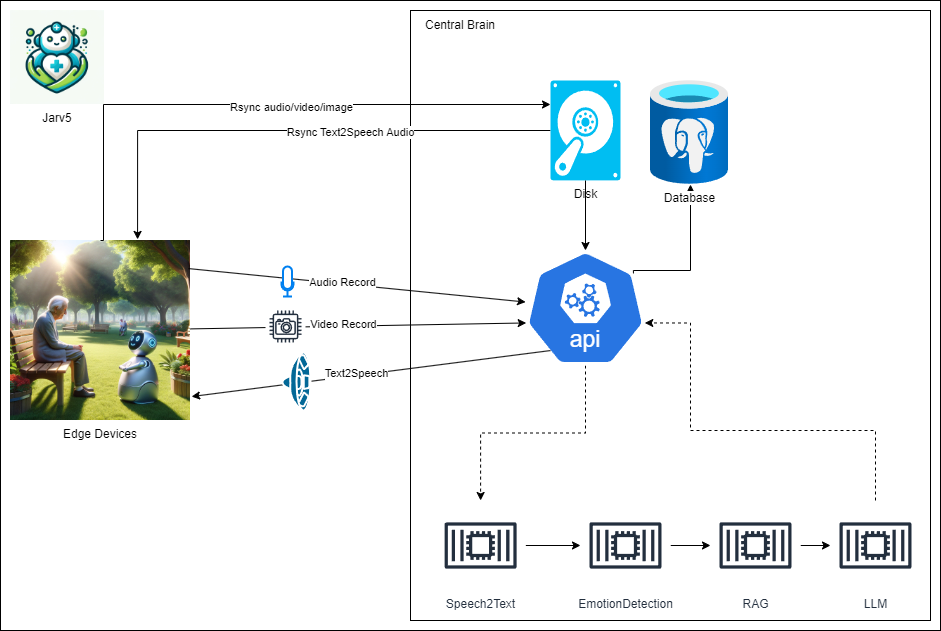 Central Brain
Jarv5
Rsync audio/video/image
Rsync Text2Speech Audio
Disk
Database
Audio Record
Video Record
Text2Speech
api
Edge Devices
Speech2Text
EmotionDetection
RAG
LLM